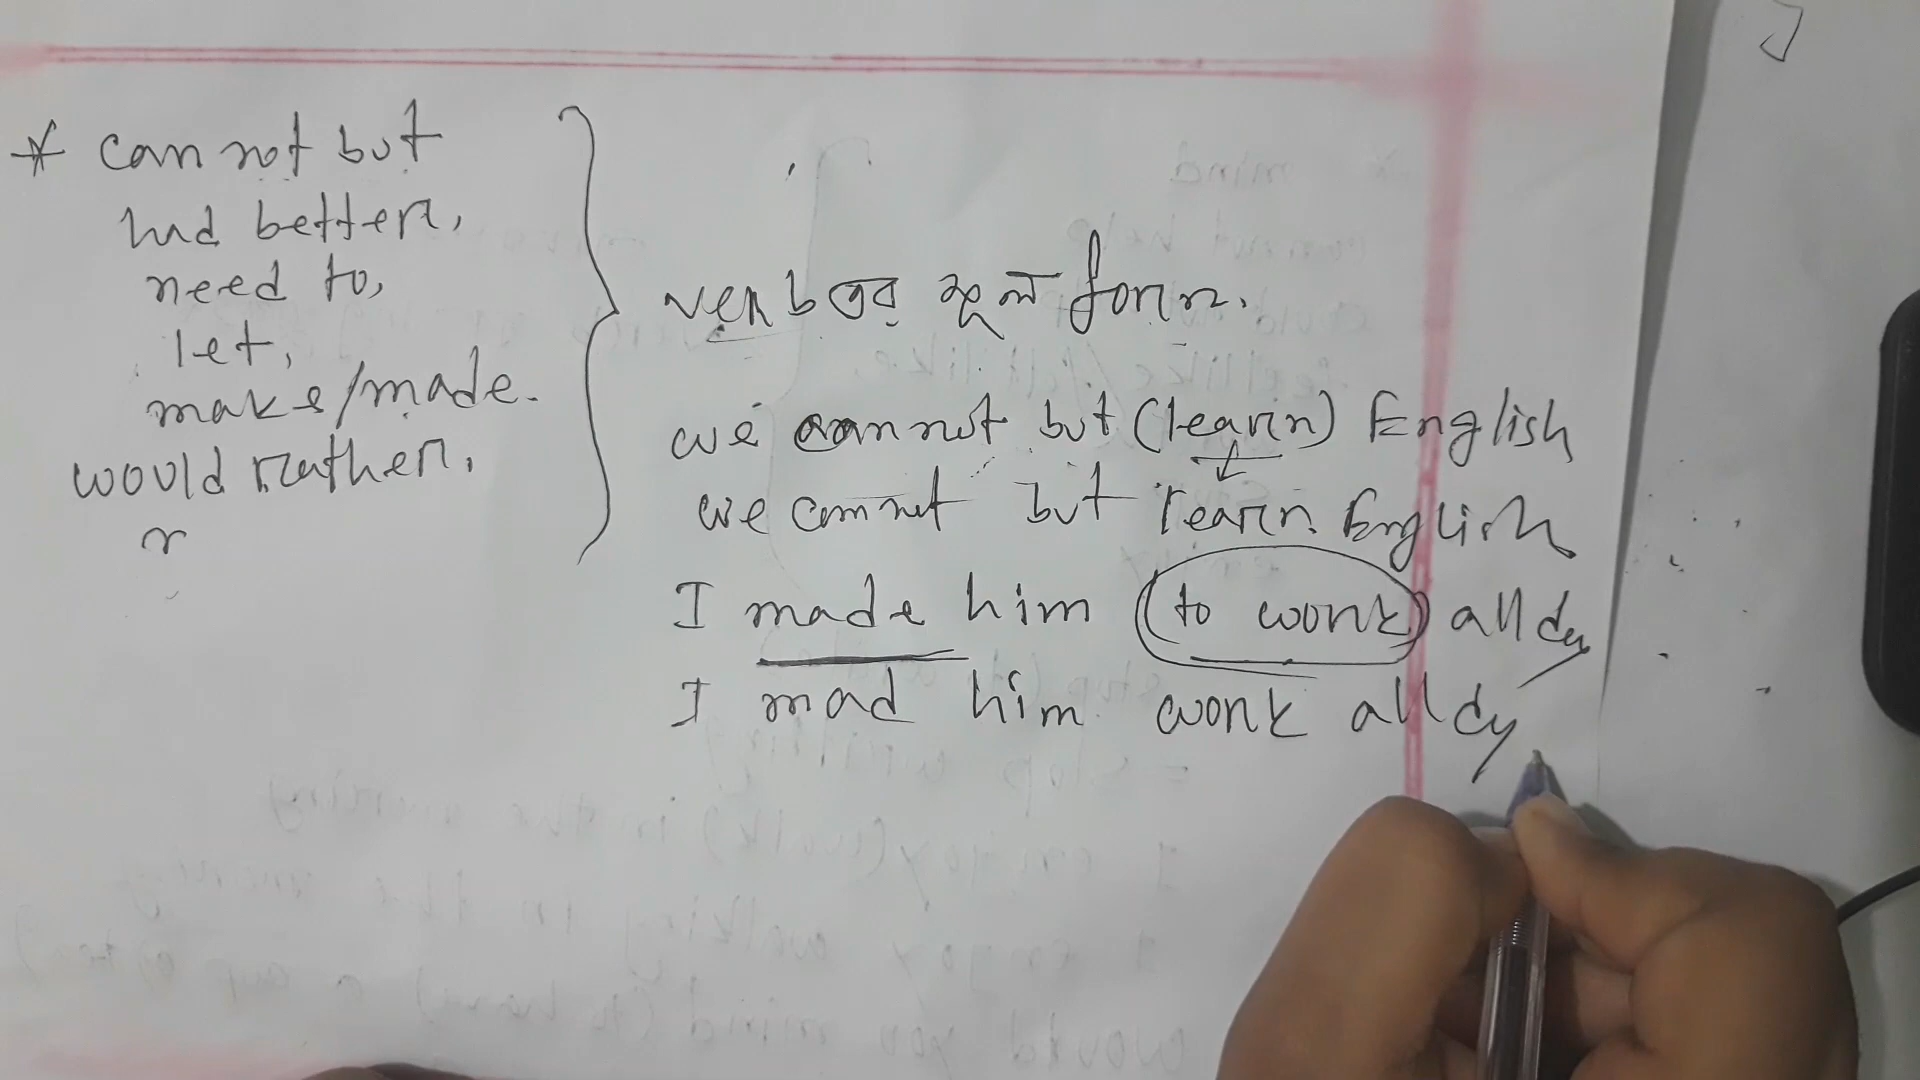 * can not but
had better,
need to,
let,
make/made.
would rather,
r
verb এর মূল form.
we cannot but (learn) English
we cannot but learn English
I made him (to work) all day
I mad him work all dy